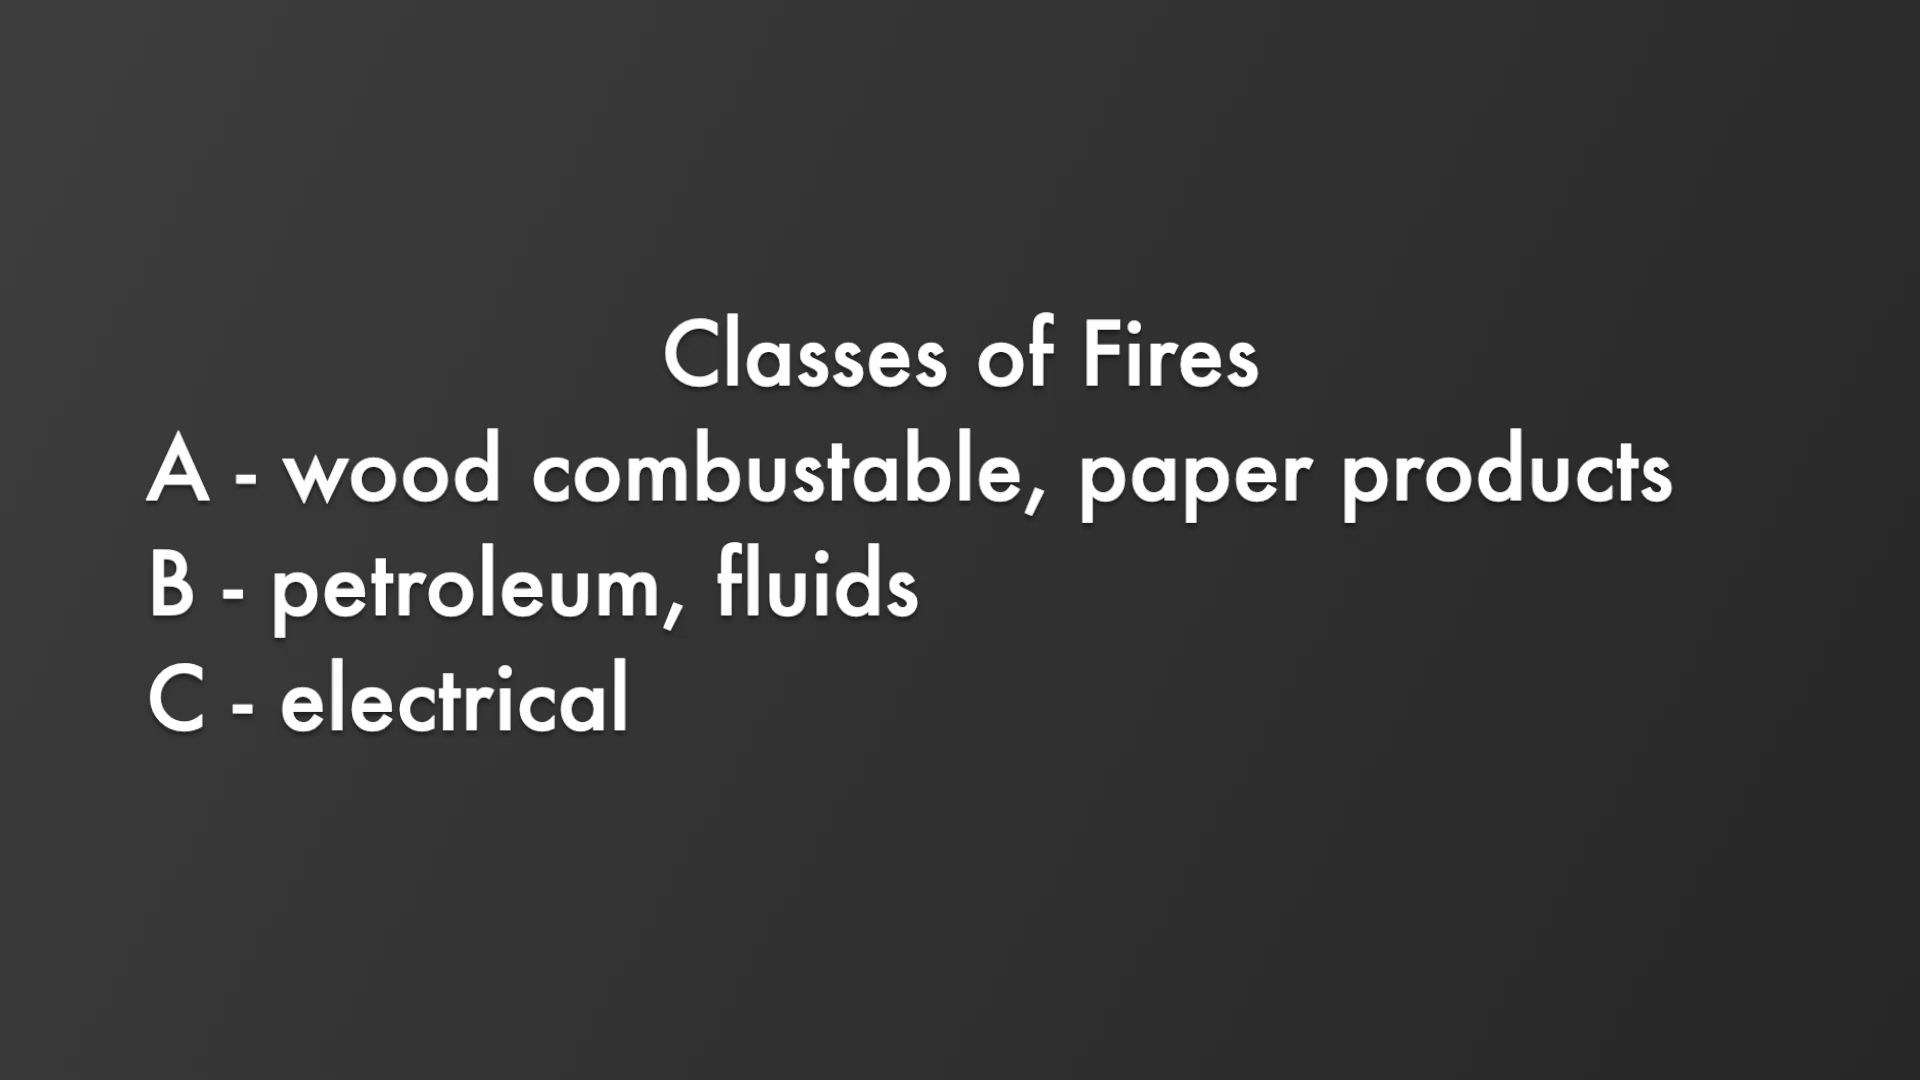 Classes of Fires
A - wood combustable, paper products
B - petroleum, fluids
C - electrical